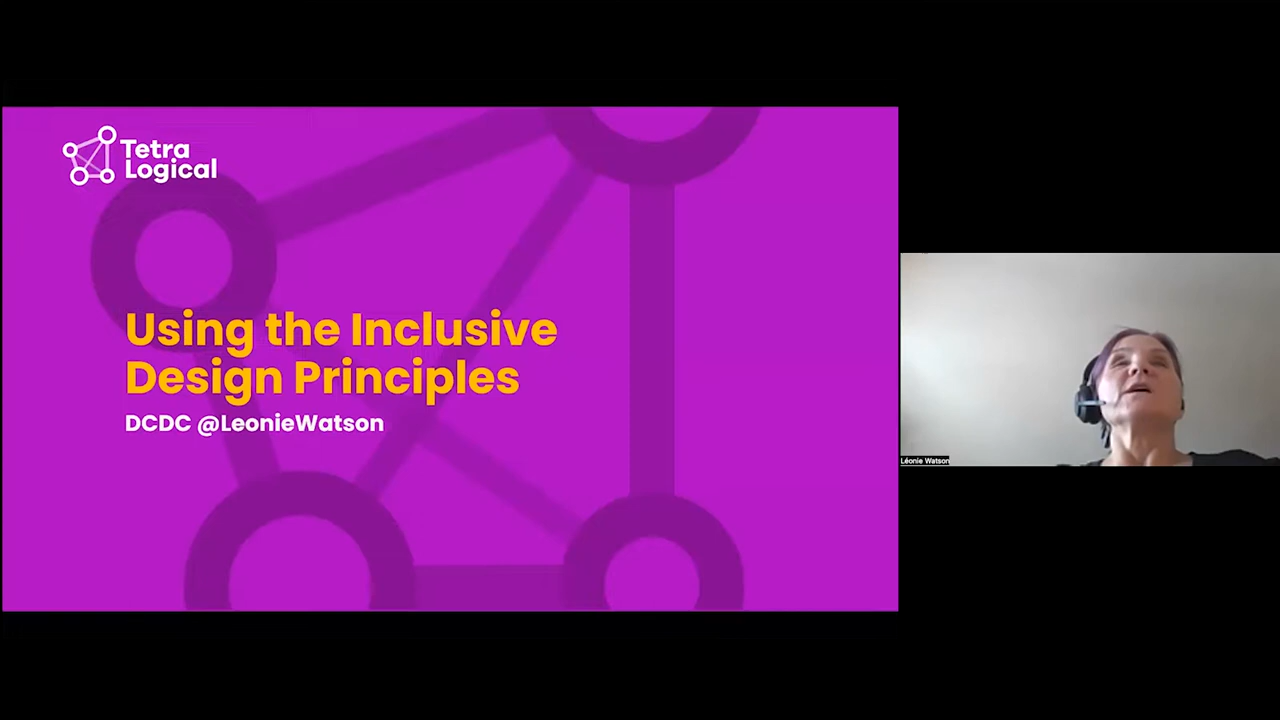 Tetra
Logical
Using the Inclusive
Design Principles
DCDC @LeonieWatson
Léonie Watson